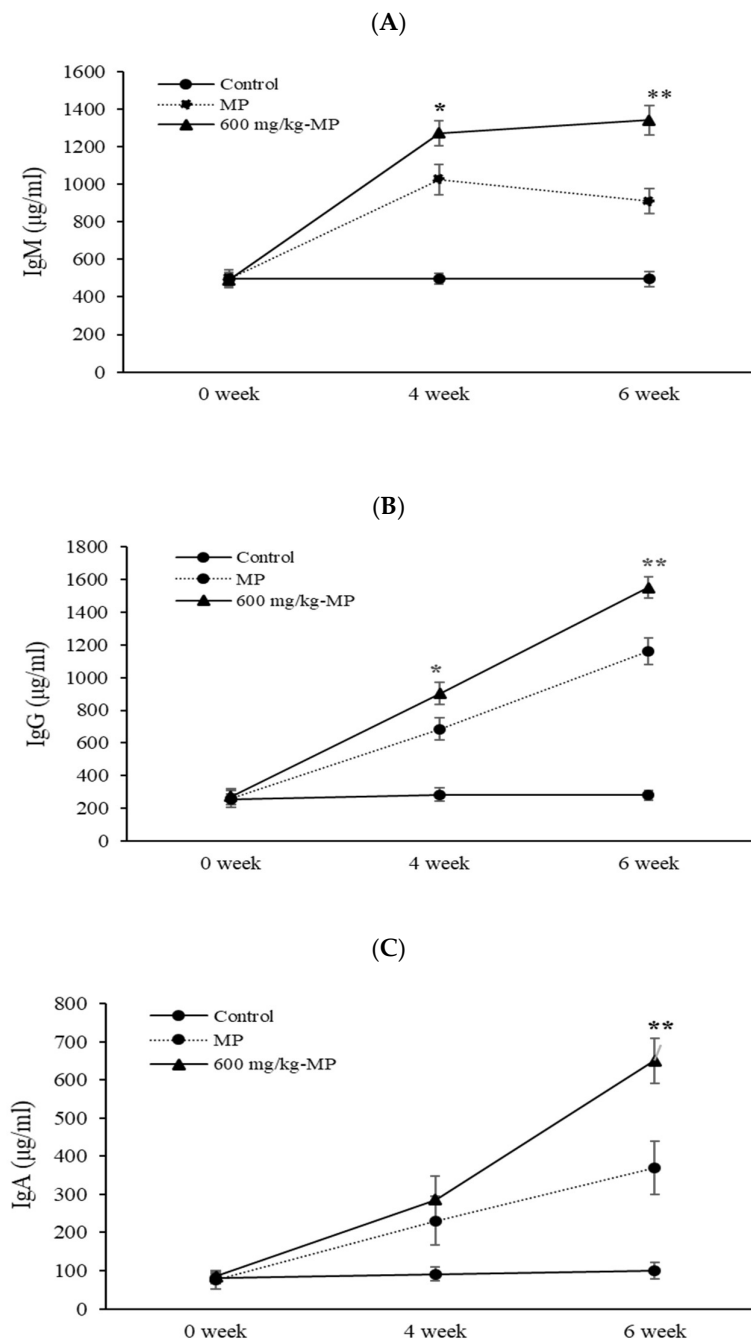 (A)
1600
1400
1200
1000
800
600
400
200
0
IgM (µg/ml)
Control
MP
600 mg/kg-MP
*
**
0 week
4 week
6 week
(B)
1800
1600
1400
1200
1000
800
600
400
200
0
IgG (µg/ml)
Control
MP
600 mg/kg-MP
*
**
0 week
4 week
6 week
(C)
800
700
600
500
400
300
200
100
0
IgA (µg/ml)
Control
MP
600 mg/kg-MP
**
0 week
4 week
6 week